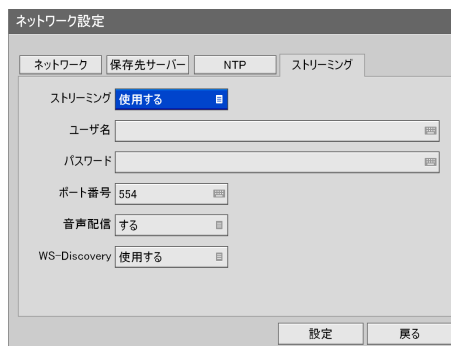 ネットワーク設定
ネットワーク 保存先サーバー NTP ストリーミング
ストリーミング 使用する
ユーザ名
パスワード
ポート番号 554
音声配信 する
WS-Discovery 使用する
設定 戻る